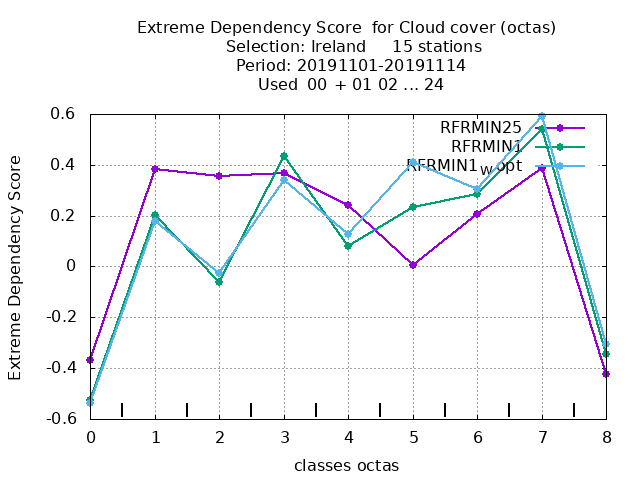 Extreme Dependency Score  for Cloud cover (octas)
Selection: Ireland     15 stations
Period: 20191101-20191114
Used  00  + 01 02 ... 24
RFRMIN25
RFRMIN1
RFRMIN1wopt
Extreme Dependency Score
0.6
0.4
0.2
0
-0.2
-0.4
-0.6
0 1 2 3 4 5 6 7 8
classes octas